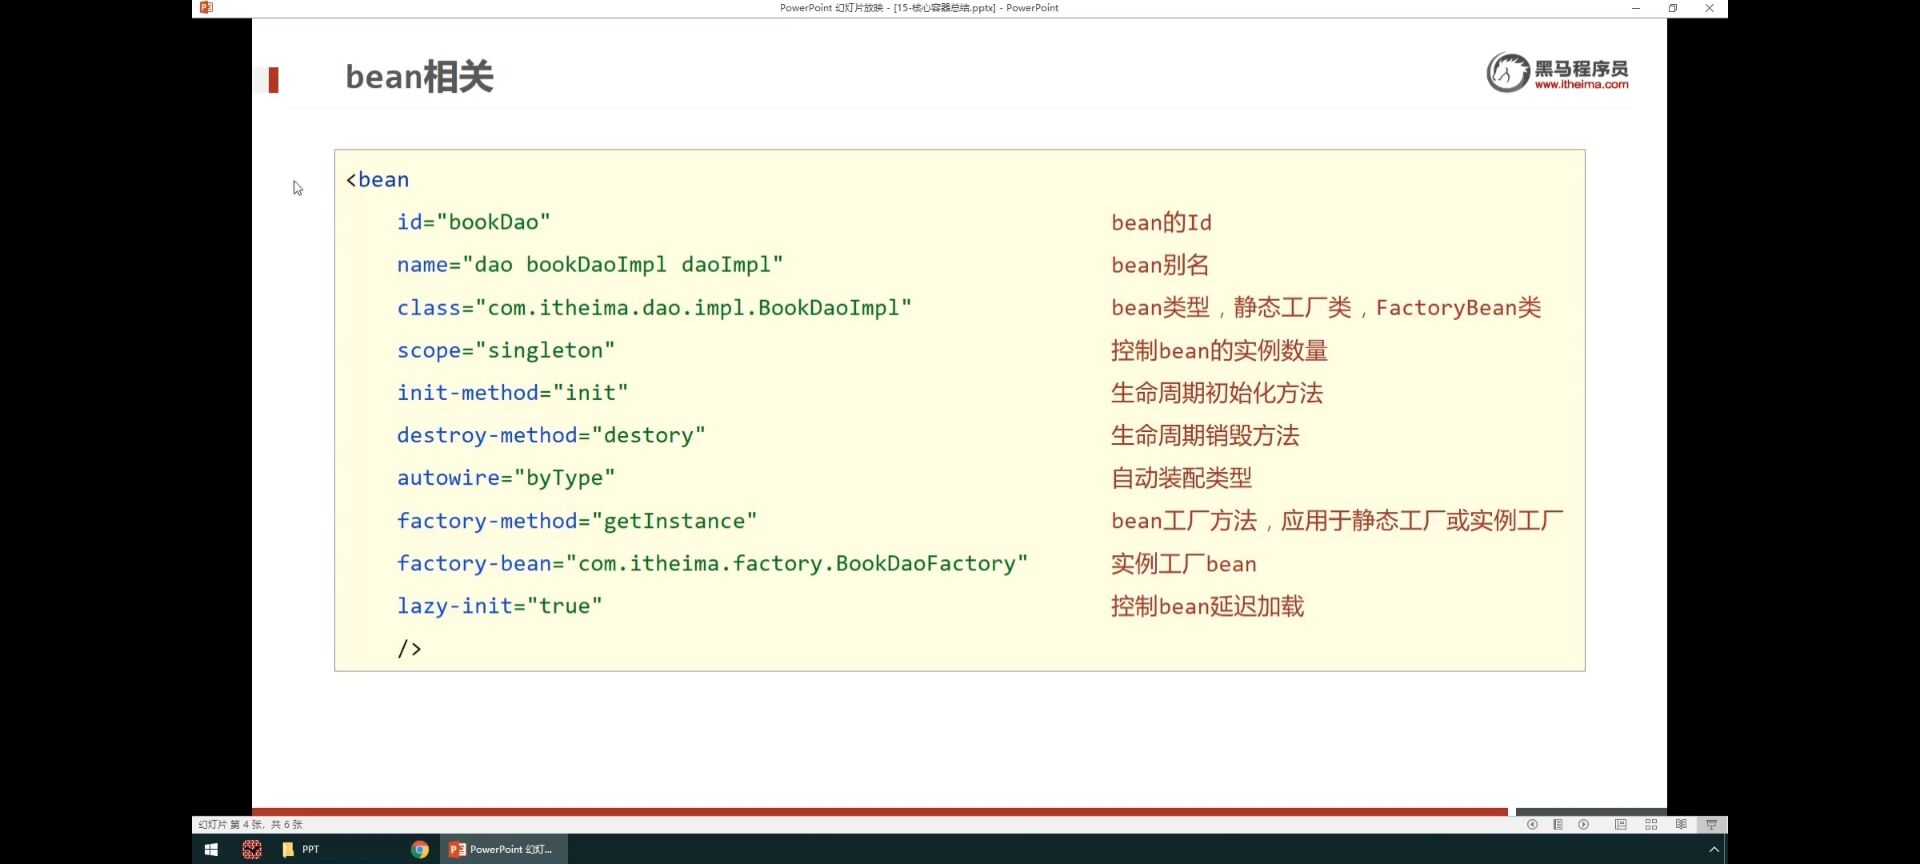 PowerPoint 幻灯片放映 - [15-核心容器总结.pptx] - PowerPoint
bean相关
黑马程序员
www.itheima.com
<bean
id="bookDao" bean的Id
name="dao bookDaoImpl daoImpl" bean别名
class="com.itheima.dao.impl.BookDaoImpl" bean类型，静态工厂类，FactoryBean类
scope="singleton" 控制bean的实例数量
init-method="init" 生命周期初始化方法
destroy-method="destory" 生命周期销毁方法
autowire="byType" 自动装配类型
factory-method="getInstance" bean工厂方法，应用于静态工厂或实例工厂
factory-bean="com.itheima.factory.BookDaoFactory" 实例工厂bean
lazy-init="true" 控制bean延迟加载
/>
幻灯片 第 4 张，共 6 张
PPT
PowerPoint 幻灯...